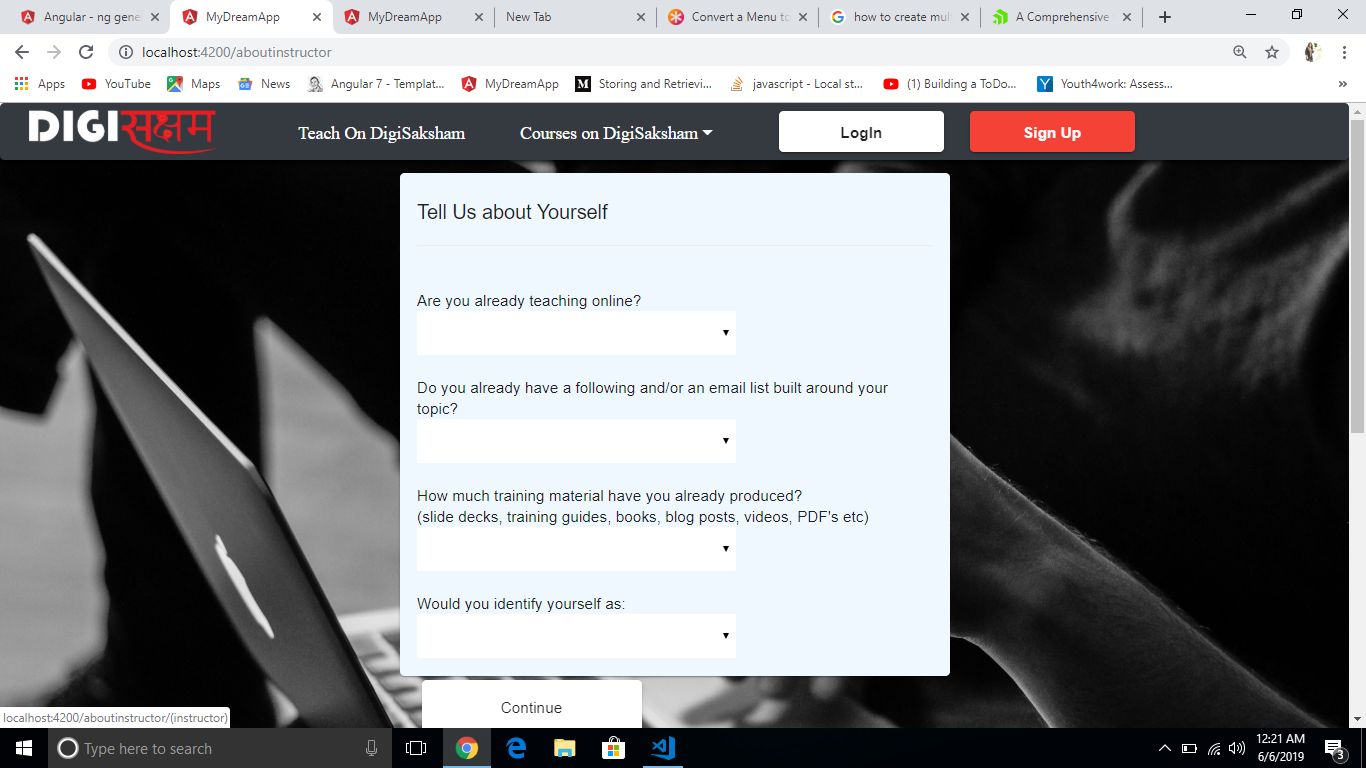 Angular - ng gene
MyDreamApp
MyDreamApp
New Tab
Convert a Menu to
how to create mul
A Comprehensive
localhost:4200/aboutinstructor
Apps
YouTube
Maps
News
Angular 7 - Templat...
MyDreamApp
M
Storing and Retrievi...
javascript - Local st...
(1) Building a ToDo...
Y
Youth4work: Assess...
DIGIसक्षम
Teach On DigiSaksham
Courses on DigiSaksham
LogIn
Sign Up
Tell Us about Yourself
Are you already teaching online?
Do you already have a following and/or an email list built around your
topic?
How much training material have you already produced?
(slide decks, training guides, books, blog posts, videos, PDF's etc)
Would you identify yourself as:
Continue
localhost:4200/aboutinstructor/(instructor)
Type here to search
12:21 AM
6/6/2019
3